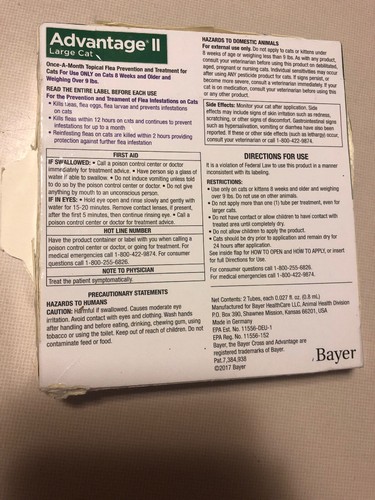 Advantage® II
Large Cat
Once-A-Month Topical Flea Prevention and Treatment for
Cats For Use ONLY on Cats 8 Weeks and Older and
Weighing Over 9 lbs.
READ THE ENTIRE LABEL BEFORE EACH USE
For the Prevention and Treatment of Flea Infestations on Cats
• Kills fleas, flea eggs, flea larvae and prevents infestations
on cats
• Kills fleas within 12 hours on cats and continues to prevent
infestations for up to a month
• Reinfesting fleas on cats are killed within 2 hours providing
protection against further flea infestation
FIRST AID
IF SWALLOWED: • Call a poison control center or doctor
immediately for treatment advice. • Have person sip a glass of
water if able to swallow. • Do not induce vomiting unless told
to do so by the poison control center or doctor. • Do not give
anything by mouth to an unconscious person.
IF IN EYES: • Hold eye open and rinse slowly and gently with
water for 15-20 minutes. Remove contact lenses, if present,
after the first 5 minutes, then continue rinsing eye. • Call a
poison control center or doctor for treatment advice.
HOT LINE NUMBER
Have the product container or label with you when calling a
poison control center or doctor, or going for treatment. For
medical emergencies call 1-800-422-9874. For consumer
questions call 1-800-255-6826.
NOTE TO PHYSICIAN
Treat the patient symptomatically.
PRECAUTIONARY STATEMENTS
HAZARDS TO HUMANS
CAUTION: Harmful if swallowed. Causes moderate eye
irritation. Avoid contact with eyes and clothing. Wash hands
after handling and before eating, drinking, chewing gum, using
tobacco or using the toilet. Keep out of reach of children. Do not
contaminate feed or food.
HAZARDS TO DOMESTIC ANIMALS
For external use only. Do not apply to cats or kittens under
8 weeks of age or weighing less than 9 lbs. As with any product,
consult your veterinarian before using this product on debilitated,
aged, pregnant or nursing cats. Individual sensitivities may occur
after using ANY pesticide product for cats. If signs persist, or
become more severe, consult a veterinarian immediately. If your
cat is on medication, consult your veterinarian before using this
or any other product.
Side Effects: Monitor your cat after application. Side
effects may include signs of skin irritation such as redness,
scratching, or other signs of discomfort. Gastrointestinal signs
such as hypersalivation, vomiting or diarrhea have also been
reported. If these or other side effects (such as lethargy) occur,
consult your veterinarian or call 1-800-422-9874.
DIRECTIONS FOR USE
It is a violation of Federal Law to use this product in a manner
inconsistent with its labeling.
RESTRICTIONS:
• Use only on cats or kittens 8 weeks and older and weighing
over 9 lbs. Do not use on other animals.
• Do not apply more than one (1) tube per treatment, even for
larger cats.
• Do not have contact or allow children to have contact with
treated area until completely dry.
• Do not allow children to apply the product.
• Cats should be dry prior to application and remain dry for
24 hours after application.
See inside flap for HOW TO OPEN and HOW TO APPLY, or insert
for full Directions for Use.
For consumer questions call 1-800-255-6826.
For medical emergencies call 1-800-422-9874.
Net Contents: 2 Tubes, each 0.027 fl oz. (0.8 mL)
Manufactured for Bayer HealthCare LLC, Animal Health Division
P.O. Box 390, Shawnee Mission, Kansas 66201, USA
Made in Germany
EPA Est. No. 11556-DEU-1
EPA Reg. No. 11556-152
Bayer, the Bayer Cross and Advantage are
registered trademarks of Bayer.
Pat.7,384,938
©2017 Bayer
Bayer